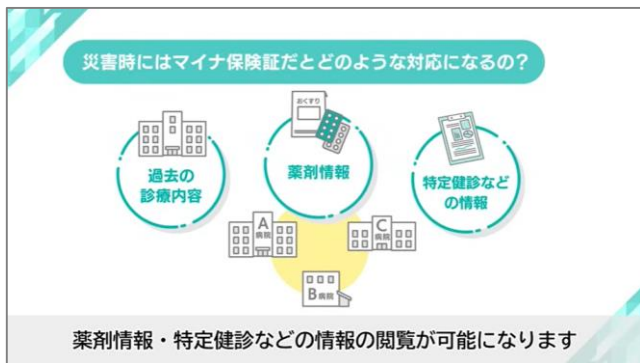 災害時にはマイナ保険証だとどのような対応になるの?
過去の
診療内容
おくすり
薬剤情報
特定健診など
の情報
A
病院
C
病院
B病院
薬剤情報・特定健診などの情報の閲覧が可能になります